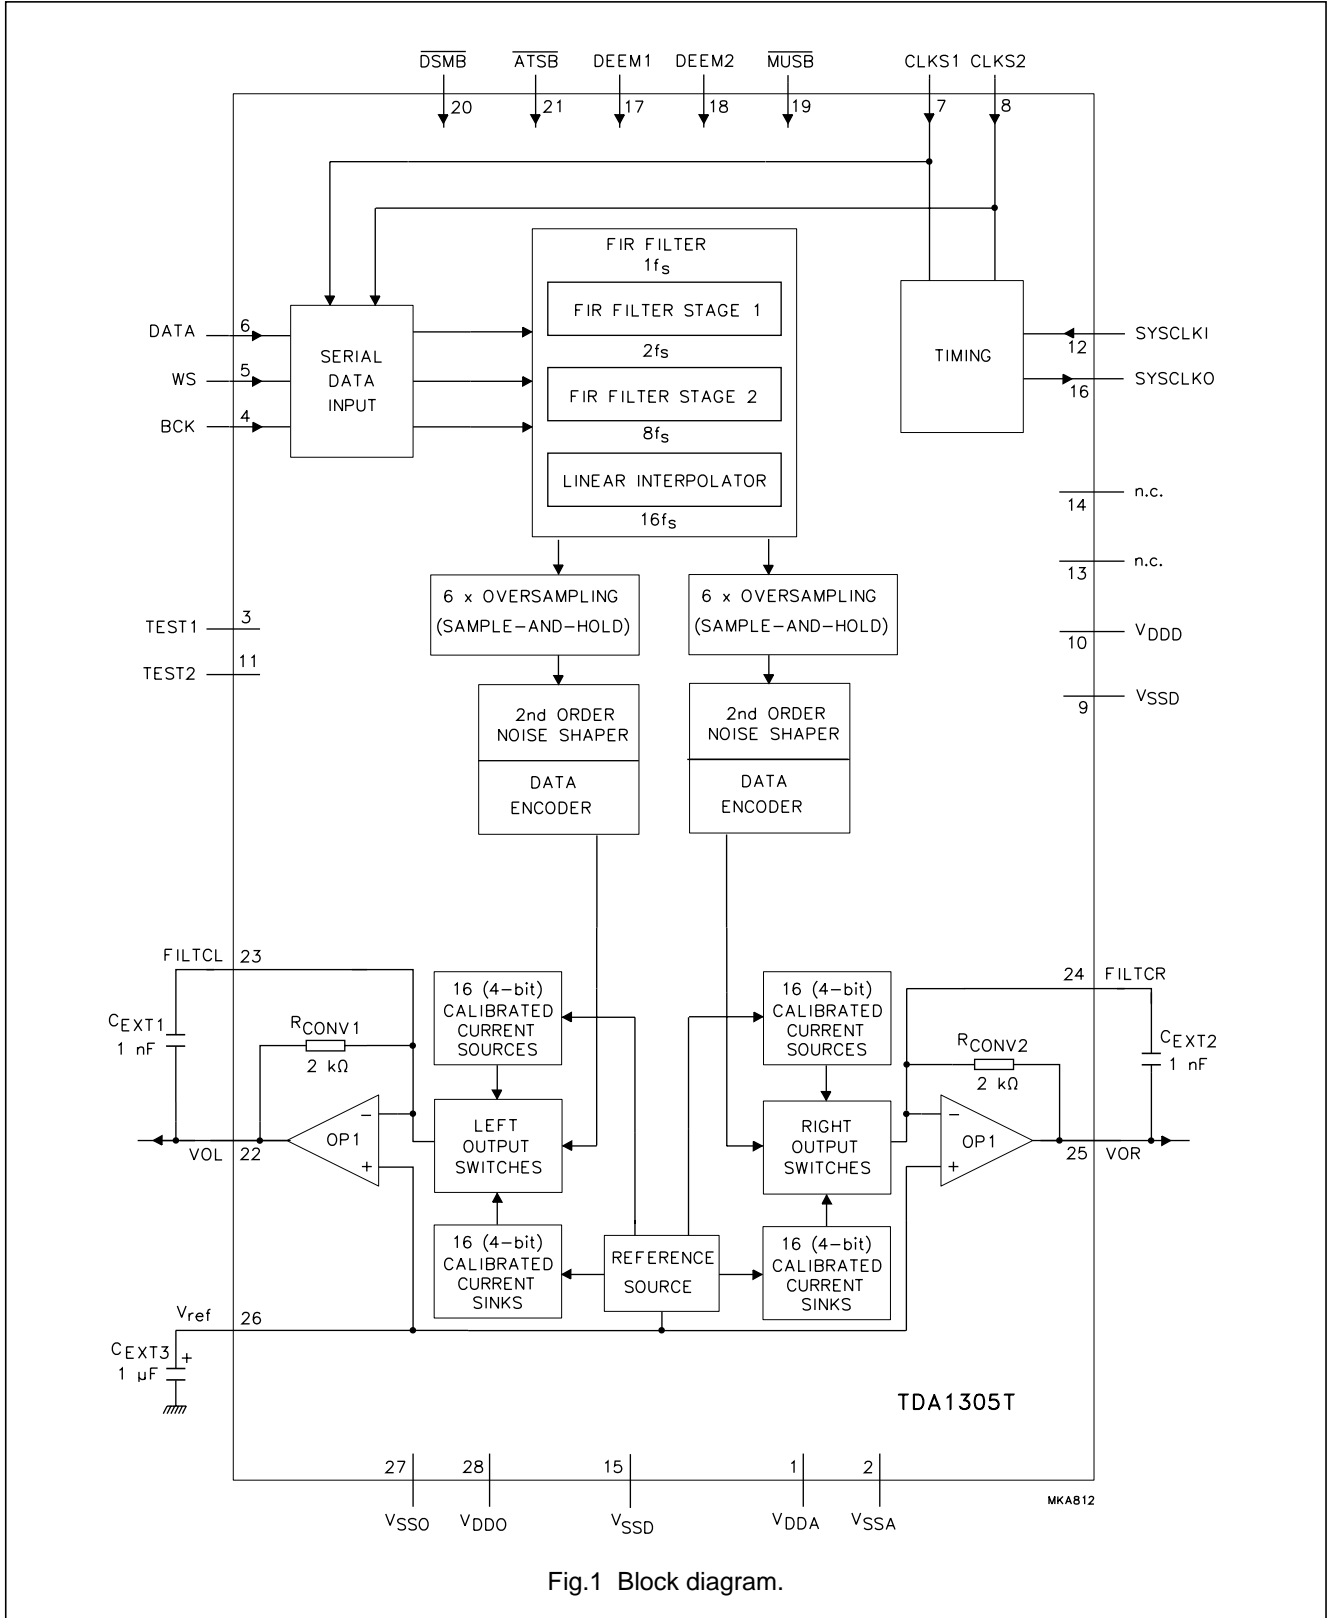 DSMB ATSB DEEM1 DEEM2 MUSB CLKS1 CLKS2
20 21 17 18 19 7 8
FIR FILTER
1fs
FIR FILTER STAGE 1
2fs
FIR FILTER STAGE 2
8fs
LINEAR INTERPOLATOR
16fs
DATA 6
WS 5
BCK 4
SERIAL
DATA
INPUT
TIMING
12 SYSCLKI
16 SYSCLKO
14 n.c.
13 n.c.
10 VDDD
9 VSSD
TEST1 3
TEST2 11
6 x OVERSAMPLING
(SAMPLE-AND-HOLD)
6 x OVERSAMPLING
(SAMPLE-AND-HOLD)
2nd ORDER
NOISE SHAPER
2nd ORDER
NOISE SHAPER
DATA
ENCODER
DATA
ENCODER
FILTCL 23
CEXT1
1 nF
RCONV1
2 kΩ
16 (4-bit)
CALIBRATED
CURRENT
SOURCES
16 (4-bit)
CALIBRATED
CURRENT
SOURCES
24 FILTCR
RCONV2
2 kΩ
CEXT2
1 nF
−
OP1
+
VOL 22
LEFT
OUTPUT
SWITCHES
RIGHT
OUTPUT
SWITCHES
−
OP1
+
25 VOR
16 (4-bit)
CALIBRATED
CURRENT
SINKS
REFERENCE
SOURCE
16 (4-bit)
CALIBRATED
CURRENT
SINKS
Vref 26
CEXT3 +
1 µF
TDA1305T
27 28 15 1 2
MKA812
VSSO VDDO VSSD VDDA VSSA
Fig.1 Block diagram.